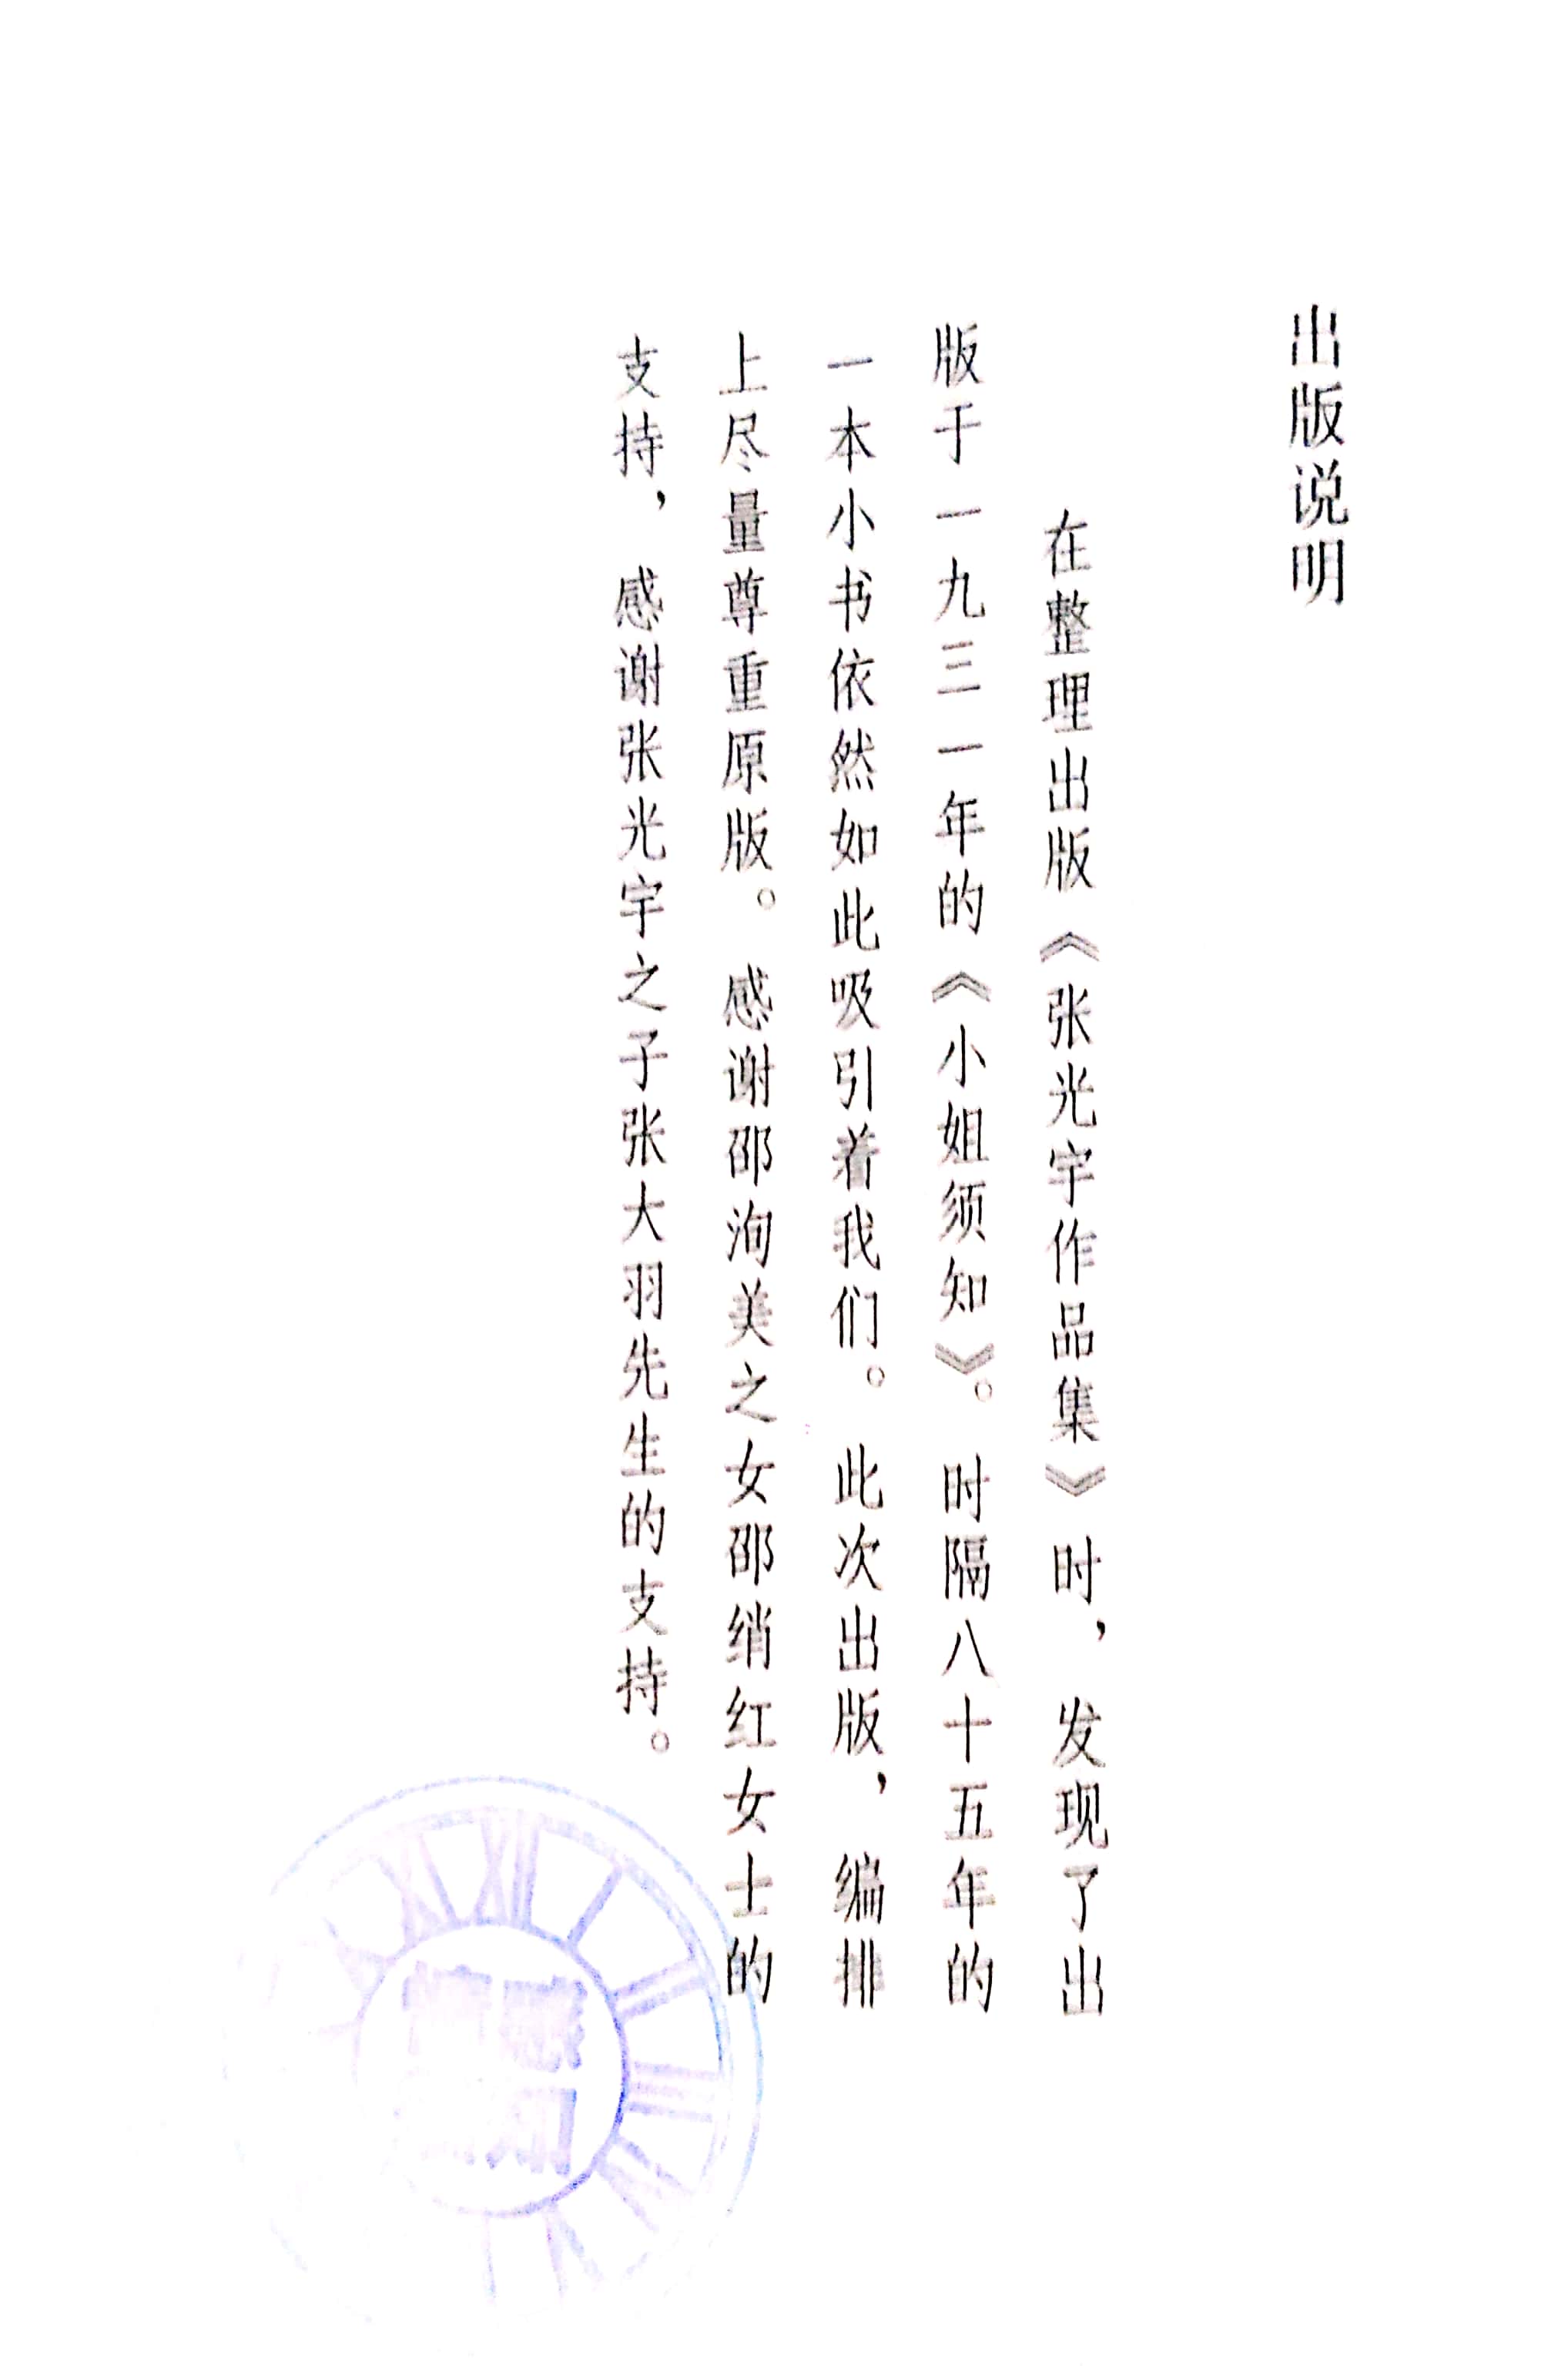 出版说明
在整理出版《张光宇作品集》时，发现了出
版于一九三一年的《小姐须知》。时隔八十五年的
一本小书依然如此吸引着我们。此次出版，编排
上尽量尊重原版。感谢邵洵美之女邵绡红女士的
支持，感谢张光宇之子张大羽先生的支持。